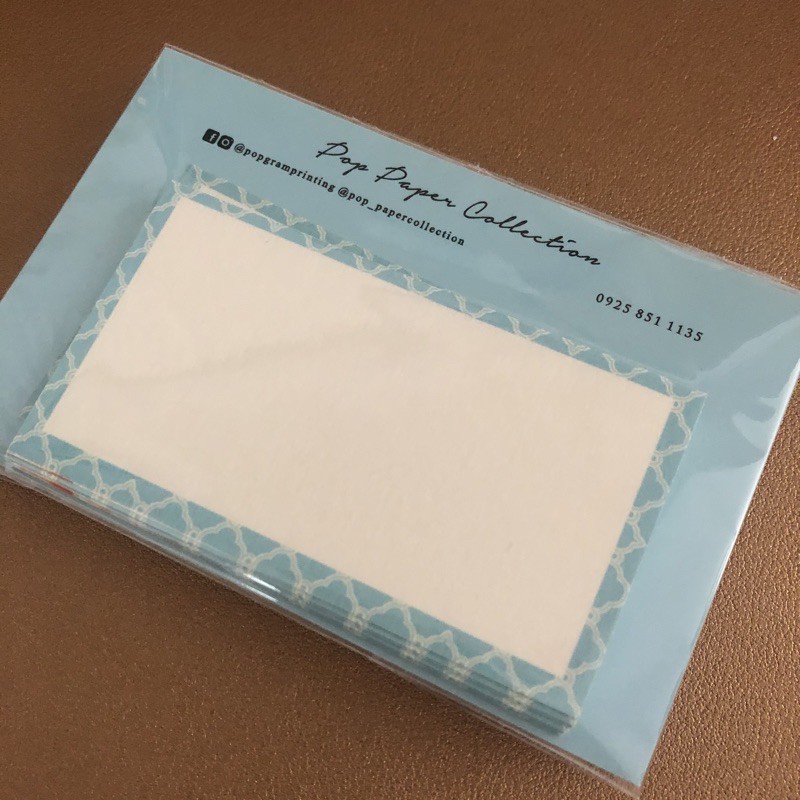 Pop Paper Collection
@popgramprinting @pop_papercollection
0925 851 1135